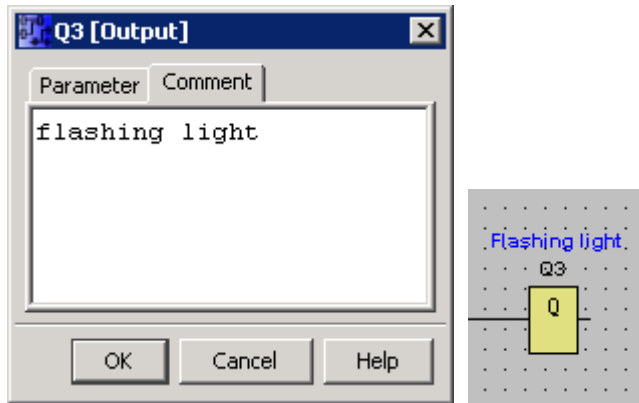 Q3 [Output]
Parameter
Comment
flashing light
OK
Cancel
Help
Flashing light
Q3
Q